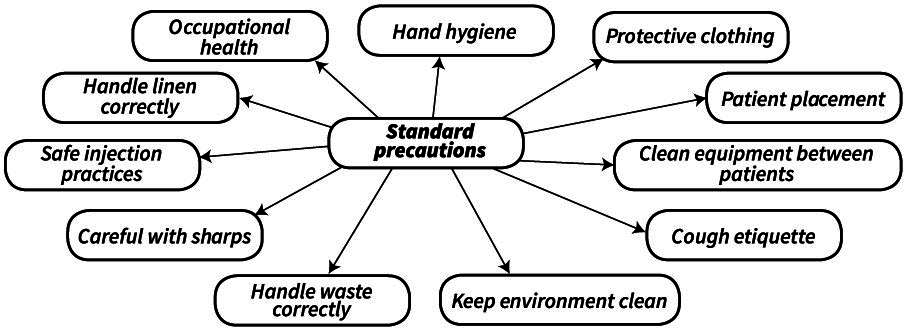 Occupational
health
Hand hygiene
Protective clothing
Handle linen
correctly
Patient placement
Standard
precautions
Safe injection
practices
Clean equipment between
patients
Careful with sharps
Cough etiquette
Handle waste
correctly
Keep environment clean